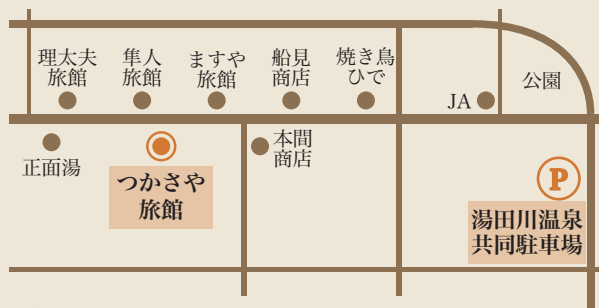 理太夫
旅館
隼人
旅館
ますや
旅館
船見
商店
焼き鳥
ひで
JA
公園
正面湯
つかさや
旅館
本間
商店
P
湯田川温泉
共同駐車場